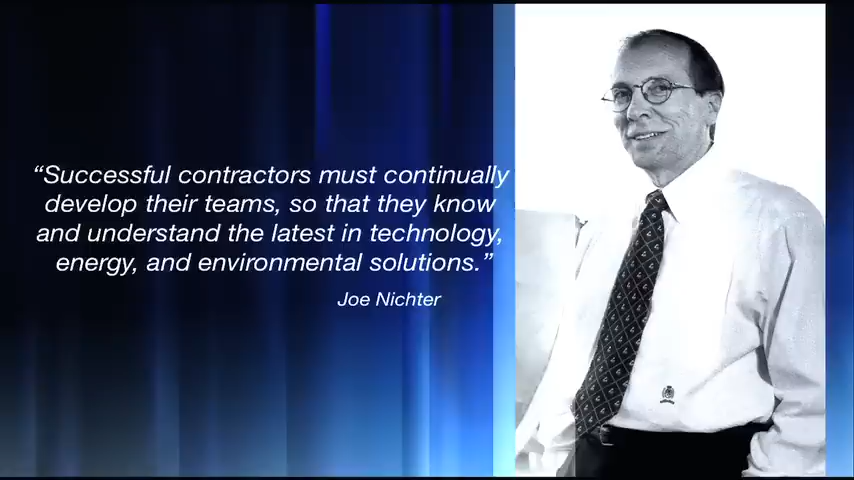 “Successful contractors must continually
develop their teams, so that they know
and understand the latest in technology,
energy, and environmental solutions.”
Joe Nichter